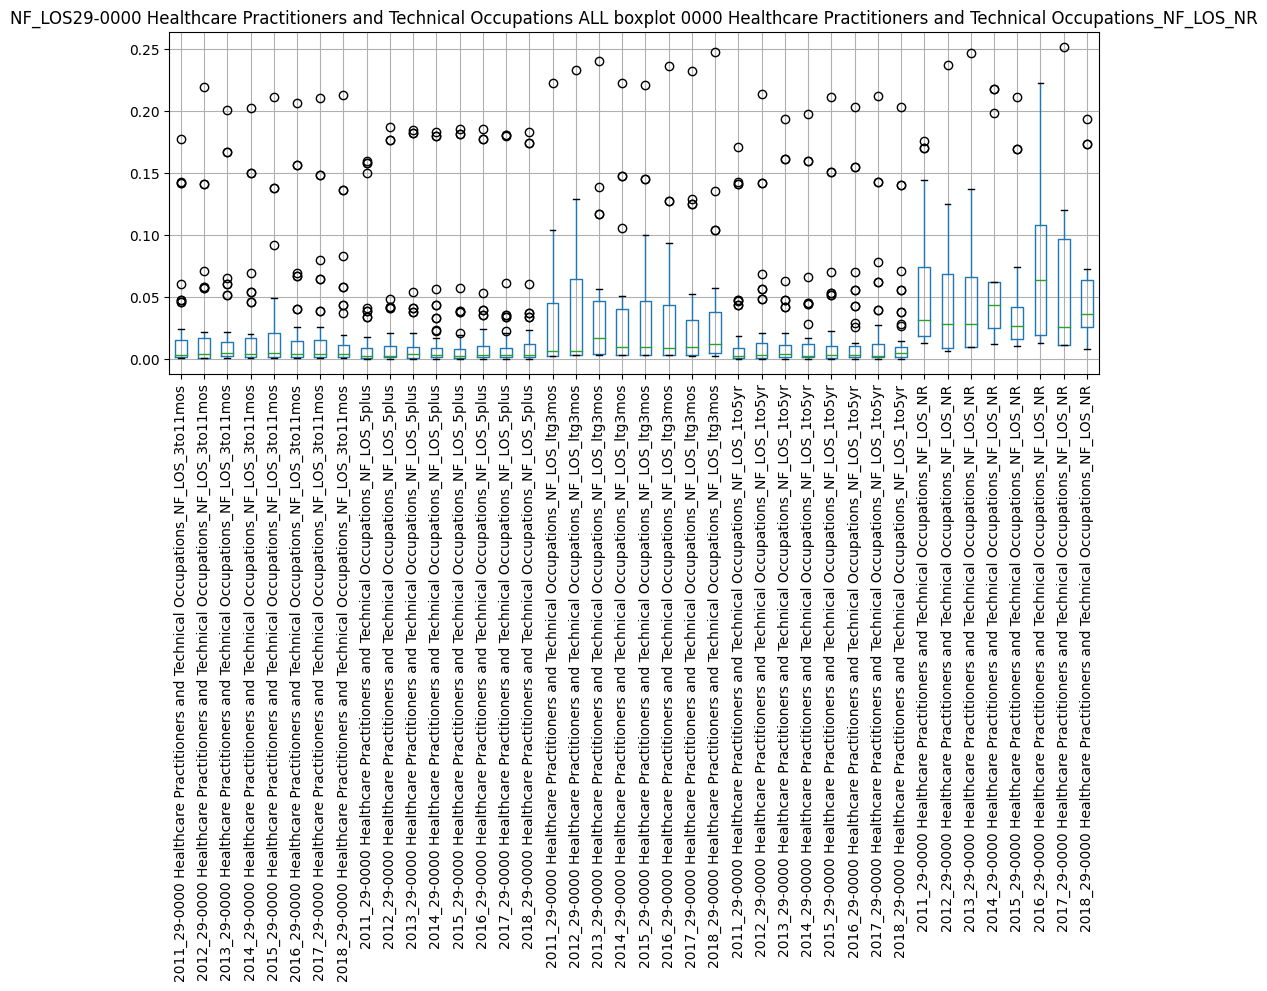 NF_LOS29-0000 Healthcare Practitioners and Technical Occupations ALL boxplot 0000 Healthcare Practitioners and Technical Occupations_NF_LOS_NR
0.25
0.20
0.15
0.10
0.05
0.00
2011_29-0000 Healthcare Practitioners and Technical Occupations_NF_LOS_3to11mos
2012_29-0000 Healthcare Practitioners and Technical Occupations_NF_LOS_3to11mos
2013_29-0000 Healthcare Practitioners and Technical Occupations_NF_LOS_3to11mos
2014_29-0000 Healthcare Practitioners and Technical Occupations_NF_LOS_3to11mos
2015_29-0000 Healthcare Practitioners and Technical Occupations_NF_LOS_3to11mos
2016_29-0000 Healthcare Practitioners and Technical Occupations_NF_LOS_3to11mos
2017_29-0000 Healthcare Practitioners and Technical Occupations_NF_LOS_3to11mos
2018_29-0000 Healthcare Practitioners and Technical Occupations_NF_LOS_3to11mos
2011_29-0000 Healthcare Practitioners and Technical Occupations_NF_LOS_5plus
2012_29-0000 Healthcare Practitioners and Technical Occupations_NF_LOS_5plus
2013_29-0000 Healthcare Practitioners and Technical Occupations_NF_LOS_5plus
2014_29-0000 Healthcare Practitioners and Technical Occupations_NF_LOS_5plus
2015_29-0000 Healthcare Practitioners and Technical Occupations_NF_LOS_5plus
2016_29-0000 Healthcare Practitioners and Technical Occupations_NF_LOS_5plus
2017_29-0000 Healthcare Practitioners and Technical Occupations_NF_LOS_5plus
2018_29-0000 Healthcare Practitioners and Technical Occupations_NF_LOS_5plus
2011_29-0000 Healthcare Practitioners and Technical Occupations_NF_LOS_ltg3mos
2012_29-0000 Healthcare Practitioners and Technical Occupations_NF_LOS_ltg3mos
2013_29-0000 Healthcare Practitioners and Technical Occupations_NF_LOS_ltg3mos
2014_29-0000 Healthcare Practitioners and Technical Occupations_NF_LOS_ltg3mos
2015_29-0000 Healthcare Practitioners and Technical Occupations_NF_LOS_ltg3mos
2016_29-0000 Healthcare Practitioners and Technical Occupations_NF_LOS_ltg3mos
2017_29-0000 Healthcare Practitioners and Technical Occupations_NF_LOS_ltg3mos
2018_29-0000 Healthcare Practitioners and Technical Occupations_NF_LOS_ltg3mos
2011_29-0000 Healthcare Practitioners and Technical Occupations_NF_LOS_1to5yr
2012_29-0000 Healthcare Practitioners and Technical Occupations_NF_LOS_1to5yr
2013_29-0000 Healthcare Practitioners and Technical Occupations_NF_LOS_1to5yr
2014_29-0000 Healthcare Practitioners and Technical Occupations_NF_LOS_1to5yr
2015_29-0000 Healthcare Practitioners and Technical Occupations_NF_LOS_1to5yr
2016_29-0000 Healthcare Practitioners and Technical Occupations_NF_LOS_1to5yr
2017_29-0000 Healthcare Practitioners and Technical Occupations_NF_LOS_1to5yr
2018_29-0000 Healthcare Practitioners and Technical Occupations_NF_LOS_1to5yr
2011_29-0000 Healthcare Practitioners and Technical Occupations_NF_LOS_NR
2012_29-0000 Healthcare Practitioners and Technical Occupations_NF_LOS_NR
2013_29-0000 Healthcare Practitioners and Technical Occupations_NF_LOS_NR
2014_29-0000 Healthcare Practitioners and Technical Occupations_NF_LOS_NR
2015_29-0000 Healthcare Practitioners and Technical Occupations_NF_LOS_NR
2016_29-0000 Healthcare Practitioners and Technical Occupations_NF_LOS_NR
2017_29-0000 Healthcare Practitioners and Technical Occupations_NF_LOS_NR
2018_29-0000 Healthcare Practitioners and Technical Occupations_NF_LOS_NR